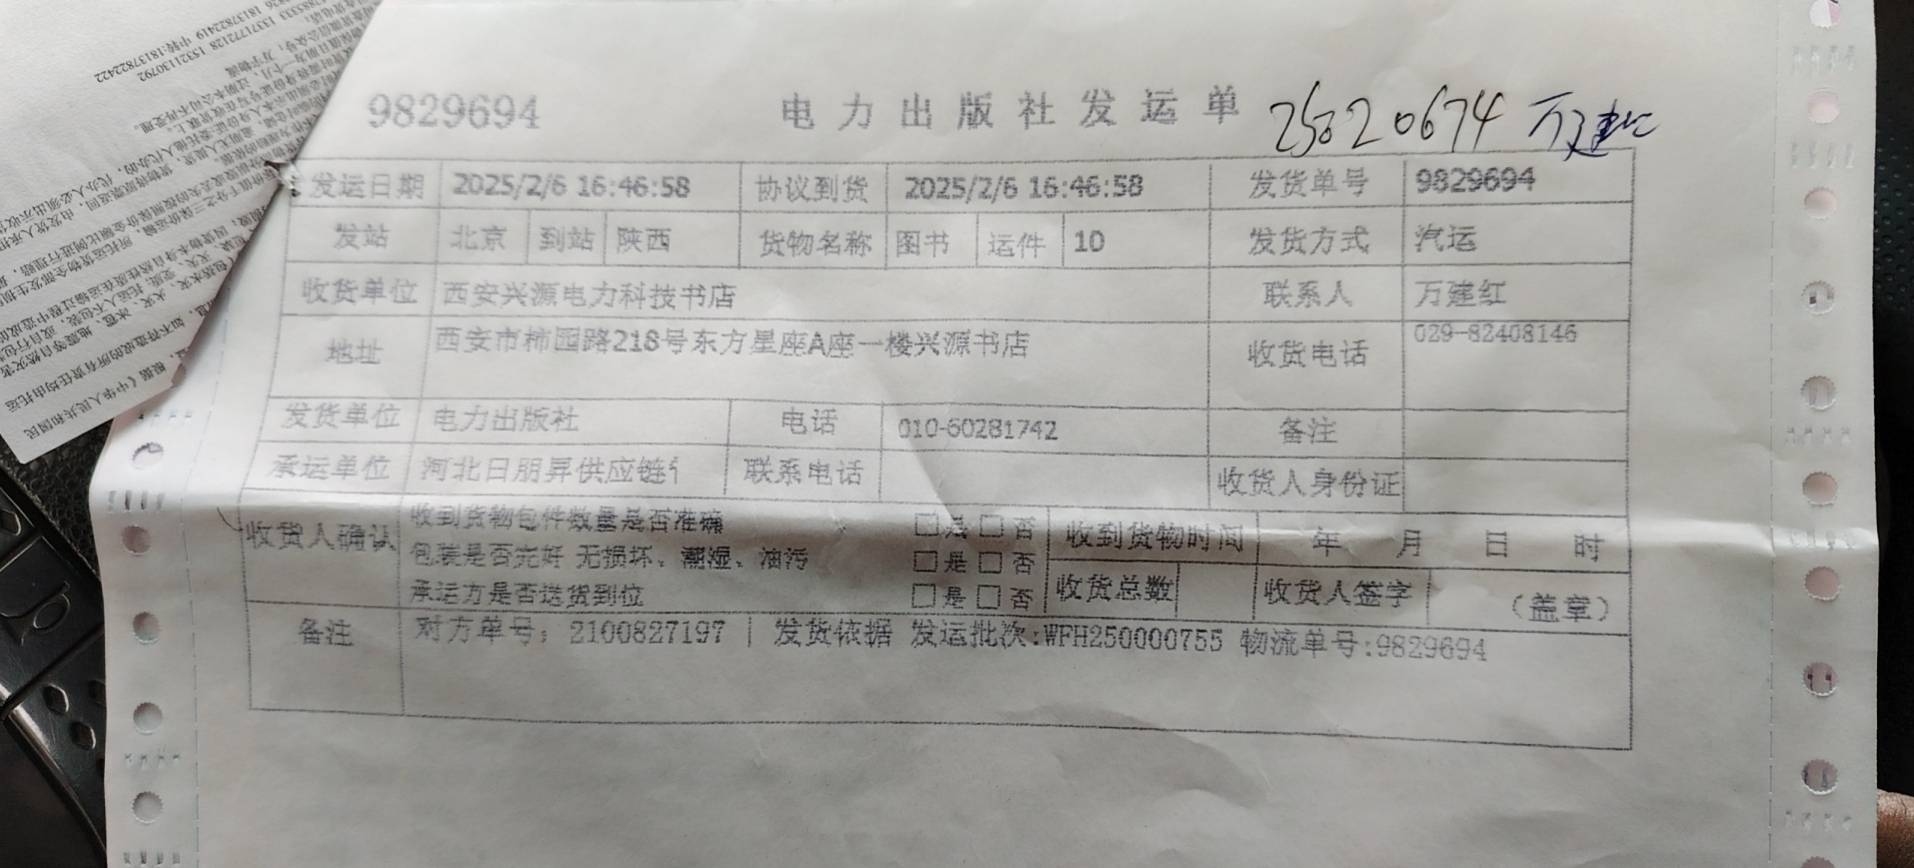 9829694 电力出版社发运单 25020674 万建红
发运日期 2025/2/6 16:46:58 协议到货 2025/2/6 16:46:58 发货单号 9829694
发站 北京 到站 陕西 货物名称 图书 运件 10 发货方式 汽运
收货单位 西安兴源电力科技书店 联系人 万建红
地址 西安市柿园路218号东方星座A座一楼兴源书店 收货电话 029-82408146
发货单位 电力出版社 电话 010-60281742 备注
承运单位 河北日朋昇供应链 联系电话 收货人身份证
收货人确认 收到货物包件数量是否准确 □是□否 收到货物时间 年 月 日 时
包装是否完好 无损坏、潮湿、油污 □是□否
承运方是否送货到位 □是□否 收货总数 收货人签字 (盖章)
备注 对方单号: 2100827197 | 发货依据 发运批次:WFH250000755 物流单号:9829694